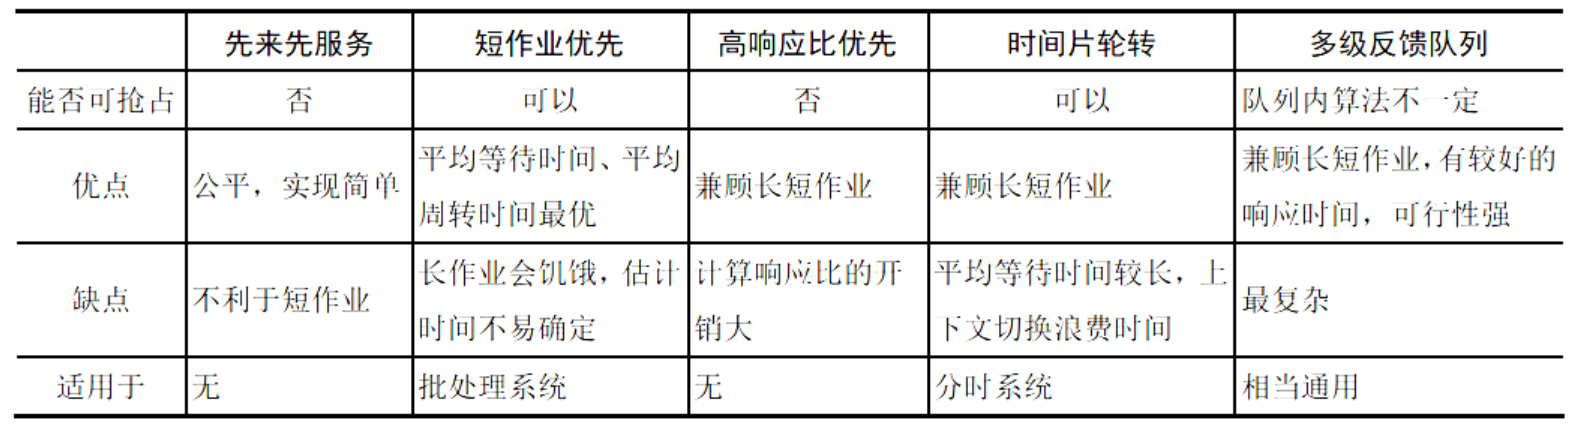 先来先服务 短作业优先 高响应比优先 时间片轮转 多级反馈队列
能否可抢占 否 可以 否 可以 队列内算法不一定
优点 公平，实现简单 平均等待时间、平均 周转时间最优 兼顾长短作业 兼顾长短作业 兼顾长短作业，有较好的 响应时间，可行性强
缺点 不利于短作业 长作业会饥饿，估计 时间不易确定 计算响应比的开 销大 平均等待时间较长，上 下文切换浪费时间 最复杂
适用于 无 批处理系统 无 分时系统 相当通用